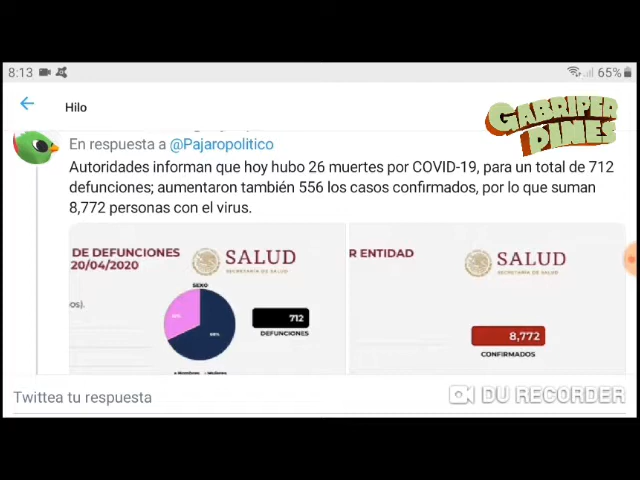 8:13
65%
Hilo
GABRIPER
DINES
En respuesta a @Pajaropolitico
Autoridades informan que hoy hubo 26 muertes por COVID-19, para un total de 712
defunciones; aumentaron también 556 los casos confirmados, por lo que suman
8,772 personas con el virus.
DE DEFUNCIONES
20/04/2020
SALUD
SECRETARÍA DE SALUD
os).
SEXO
712
DEFUNCIONES
R ENTIDAD
SALUD
SECRETARÍA DE SALUD
8,772
CONFIRMADOS
Twittea tu respuesta
DU RECORDER